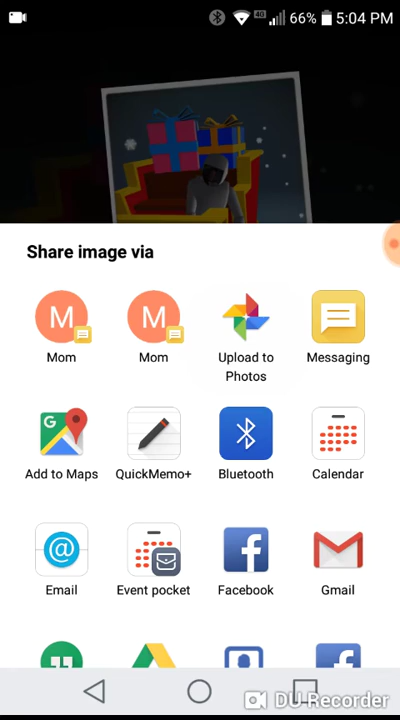 4G 66% 5:04 PM
Share image via
M M
Mom Mom Upload to Photos Messaging
G
Add to Maps QuickMemo+ Bluetooth Calendar
@
Email Event pocket Facebook Gmail
DU Recorder